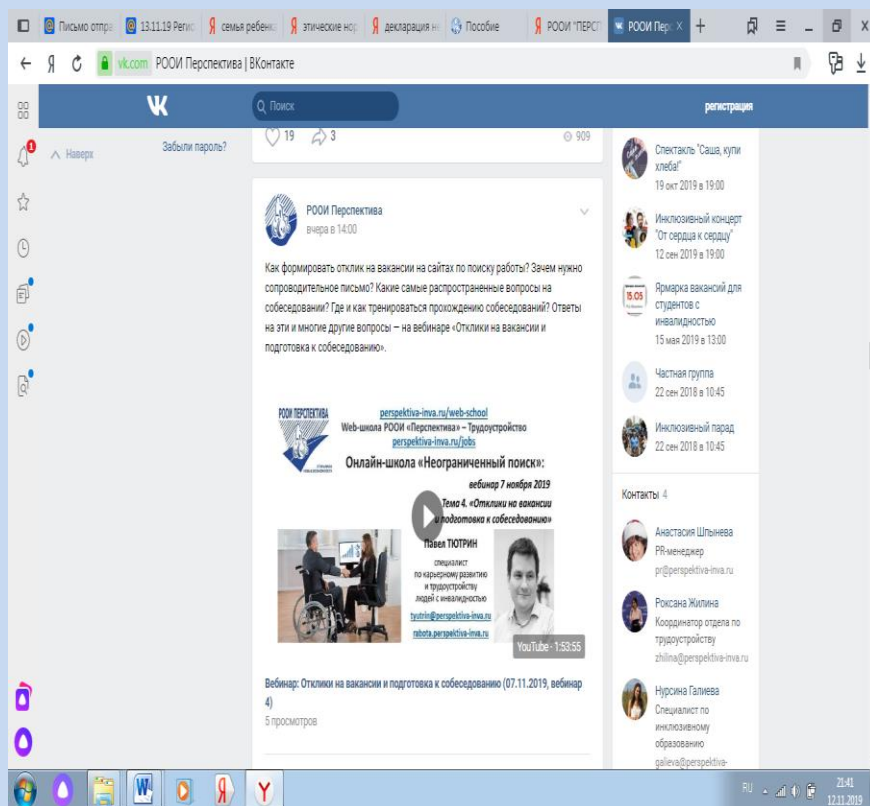 Письмо отпра
13.11.19 Регис
семья ребенк
этические нор
декларация н
Пособие
РООИ "ПЕРСП
РООИ Перс
vk.com РООИ Перспектива | ВКонтакте
Поиск
регистрация
1
Наверх
Забыли пароль?
19 3 909
РООИ Перспектива
вчера в 14:00
Как формировать отклик на вакансии на сайтах по поиску работы? Зачем нужно
сопроводительное письмо? Какие самые распространенные вопросы на
собеседовании? Где и как тренироваться прохождению собеседований? Ответы
на эти и многие другие вопросы — на вебинаре «Отклики на вакансии и
подготовка к собеседованию».
РООИ ПЕРСПЕКТИВА
perspektiva-inva.ru/web-school
Web-школа РООИ «Перспектива» – Трудоустройство
perspektiva-inva.ru/jobs
Онлайн-школа «Неограниченный поиск»:
вебинар 7 ноября 2019
Тема 4. «Отклики на вакансии
и подготовка к собеседованию»
Павел ТЮТРИН
специалист
по карьерному развитию
и трудоустройству
людей с инвалидностью
tyutrin@perspektiva-inva.ru
rabota.perspektiva-inva.ru
YouTube · 1:53:55
Вебинар: Отклики на вакансии и подготовка к собеседованию (07.11.2019, вебинар
4)
5 просмотров
Спектакль "Саша, купи
хлеба!"
19 окт 2019 в 19:00
Инклюзивный концерт
"От сердца к сердцу"
12 сен 2019 в 19:00
15.05
Ярмарка вакансий для
студентов с
инвалидностью
15 мая 2019 в 13:00
Частная группа
22 сен 2018 в 10:45
Инклюзивный парад
22 сен 2018 в 10:45
Контакты 4
Анастасия Шпынева
PR-менеджер
pr@perspektiva-inva.ru
Роксана Жилина
Координатор отдела по
трудоустройству
zhilina@perspektiva-inva.ru
Нурсина Галиева
Специалист по
инклюзивному
образованию
galieva@perspektiva-
RU
21:41
12.11.2019